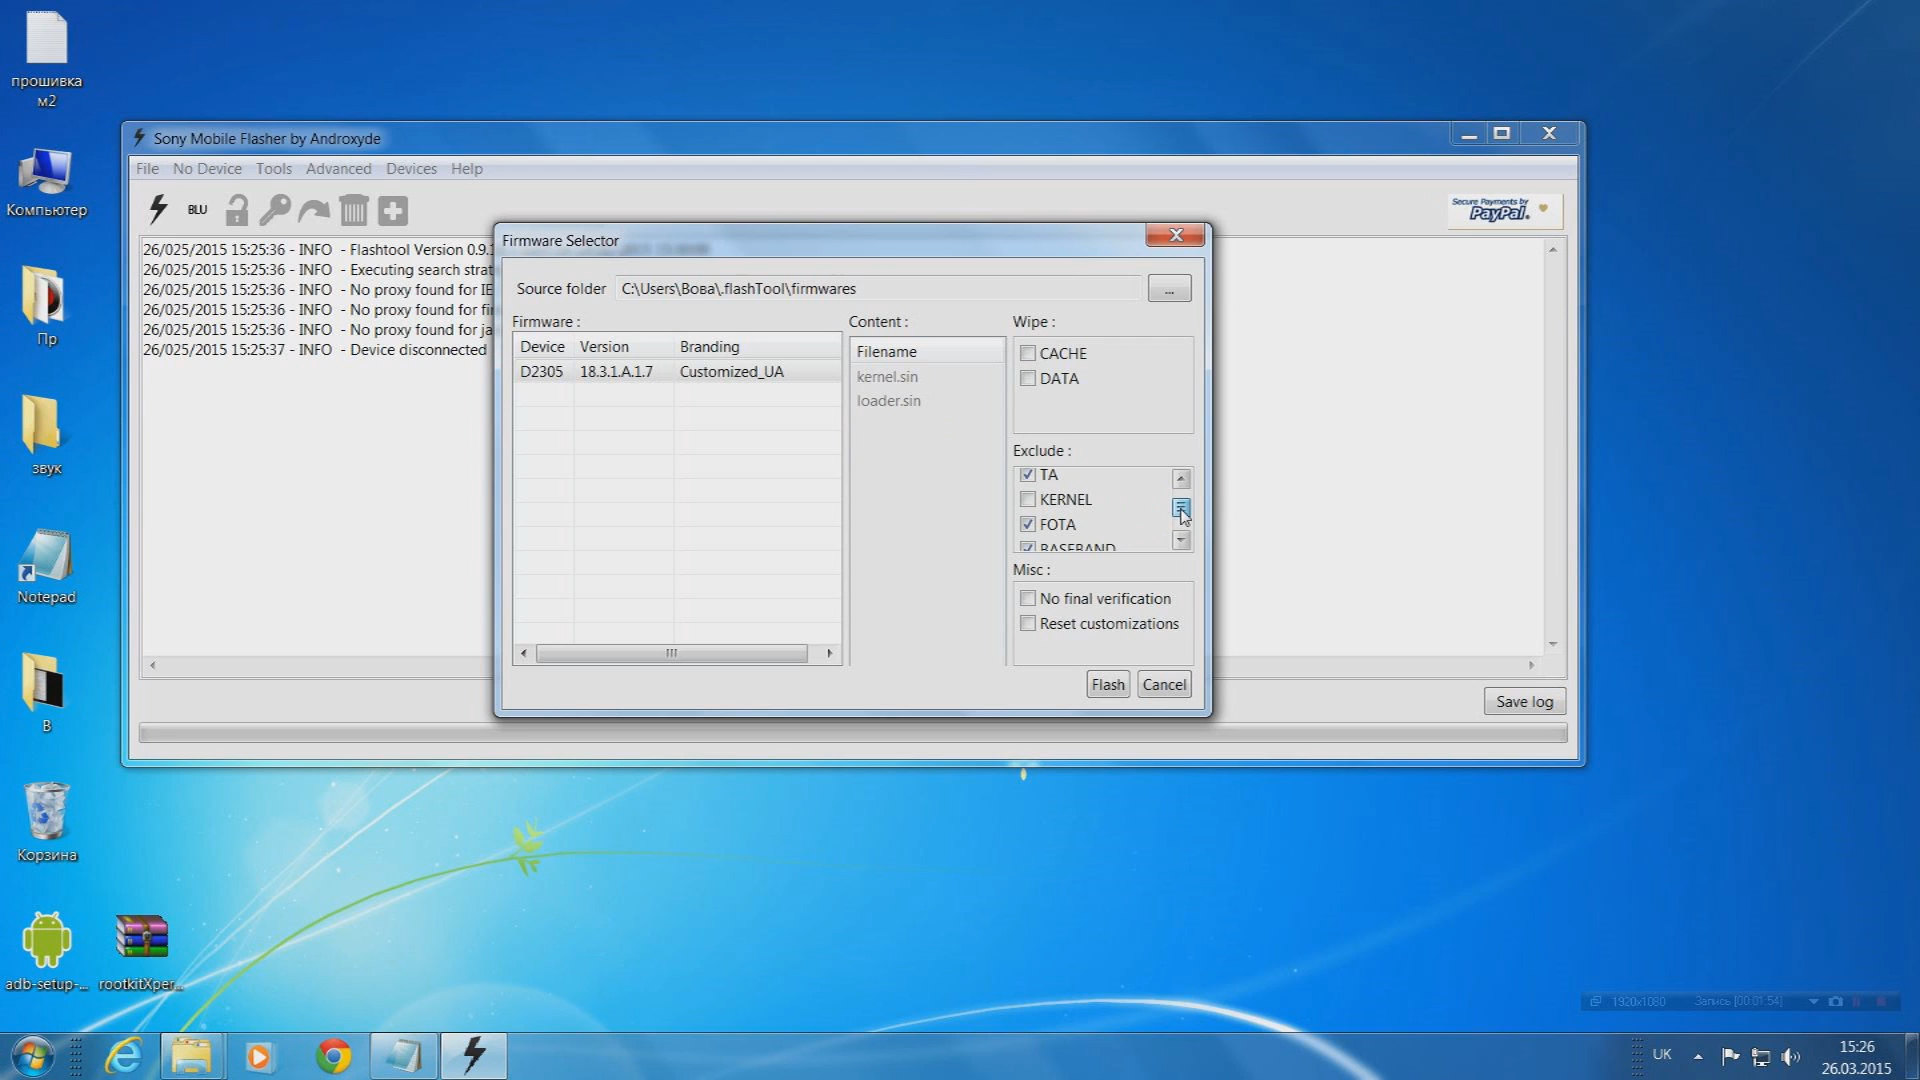 прошивка
м2
Компьютер
Пр
звук
Notepad
В
Корзина
adb-setup-...
rootkitXper...
Sony Mobile Flasher by Androxyde
File No Device Tools Advanced Devices Help
BLU
Secure Payments by
PayPal.
26/025/2015 15:25:36 - INFO - Flashtool Version 0.9.
26/025/2015 15:25:36 - INFO - Executing search strat
26/025/2015 15:25:36 - INFO - No proxy found for IE
26/025/2015 15:25:36 - INFO - No proxy found for fir
26/025/2015 15:25:36 - INFO - No proxy found for ja
26/025/2015 15:25:37 - INFO - Device disconnected
Firmware Selector
Source folder C:\Users\Вова\.flashTool\firmwares ...
Firmware :
Device Version Branding
D2305 18.3.1.A.1.7 Customized_UA
Content :
Filename
kernel.sin
loader.sin
Wipe :
CACHE
DATA
Exclude :
TA
KERNEL
FOTA
BASEBAND
Misc :
No final verification
Reset customizations
Flash Cancel
Save log
1920x1080 Запись [00:01:54]
UK
15:26
26.03.2015